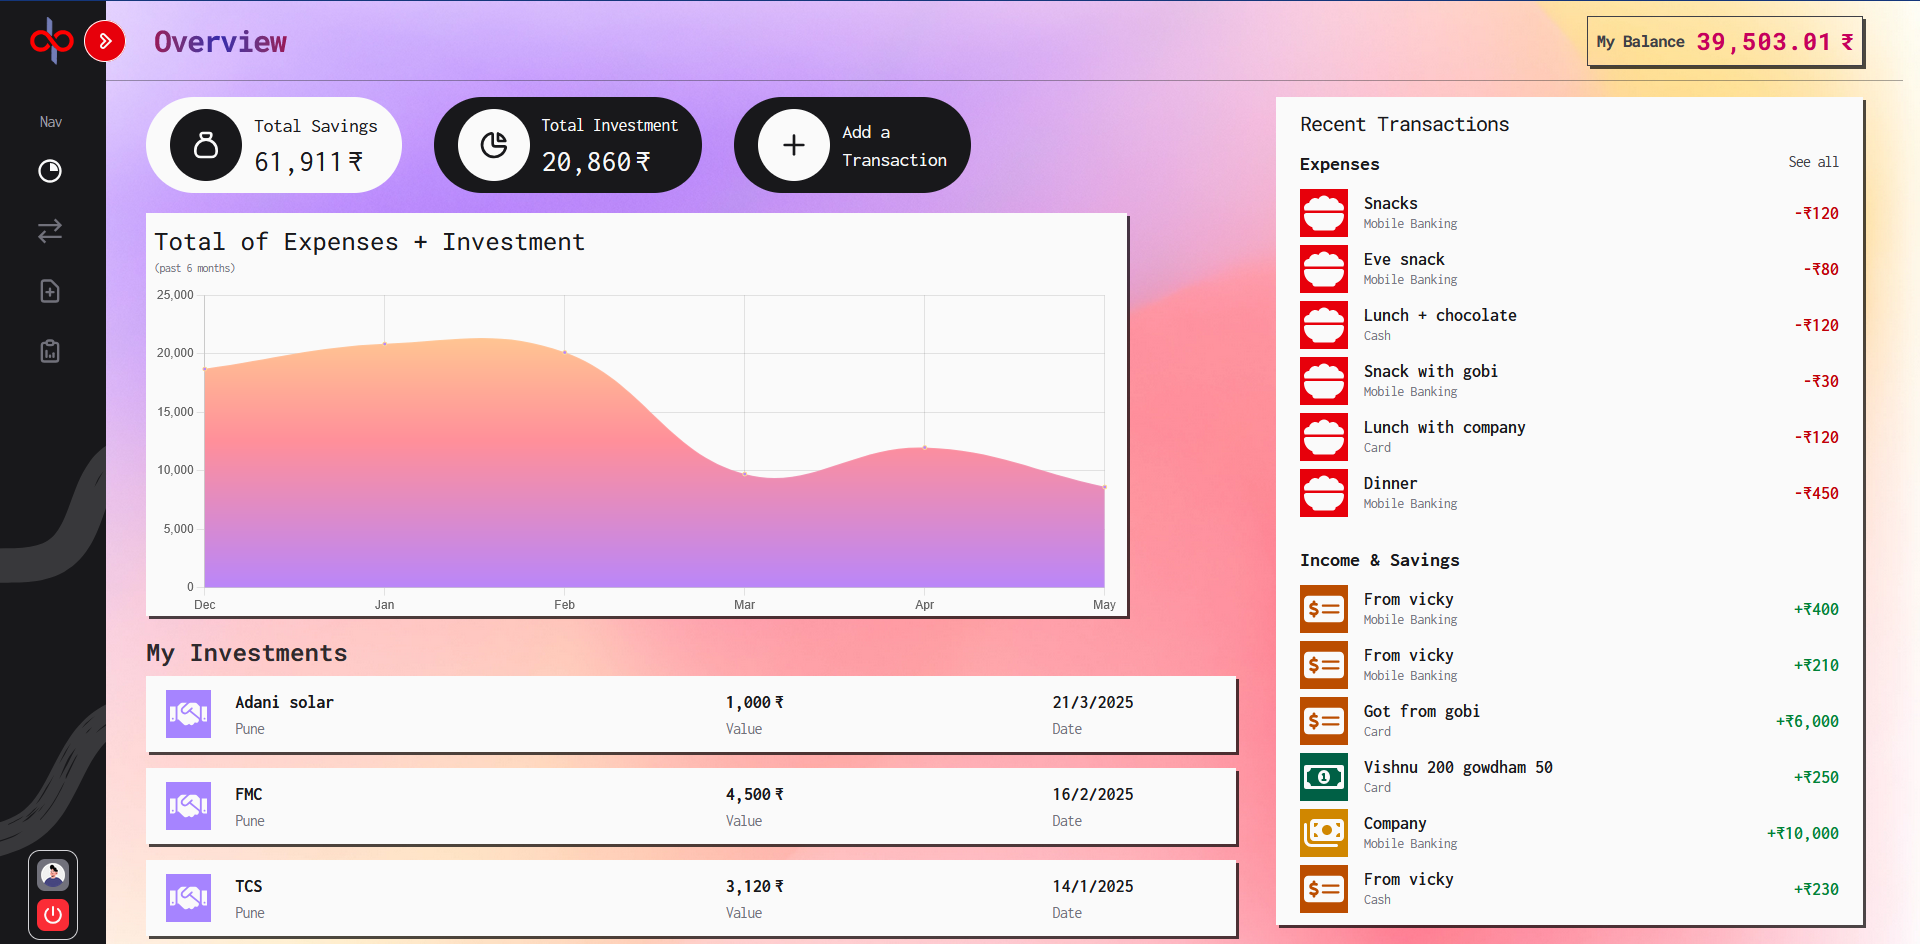 Overview
My Balance 39,503.01 ₹
Nav
Total Savings
61,911 ₹
Total Investment
20,860 ₹
Add a
Transaction
Total of Expenses + Investment
(past 6 months)
25,000
20,000
15,000
10,000
5,000
0
Dec Jan Feb Mar Apr May
My Investments
Adani solar 1,000 ₹ 21/3/2025
Pune Value Date
FMC 4,500 ₹ 16/2/2025
Pune Value Date
TCS 3,120 ₹ 14/1/2025
Pune Value Date
Recent Transactions
Expenses See all
Snacks -₹120
Mobile Banking
Eve snack -₹80
Mobile Banking
Lunch + chocolate -₹120
Cash
Snack with gobi -₹30
Mobile Banking
Lunch with company -₹120
Card
Dinner -₹450
Mobile Banking
Income & Savings
From vicky +₹400
Mobile Banking
From vicky +₹210
Mobile Banking
Got from gobi +₹6,000
Card
Vishnu 200 gowdham 50 +₹250
Card
Company +₹10,000
Mobile Banking
From vicky +₹230
Cash